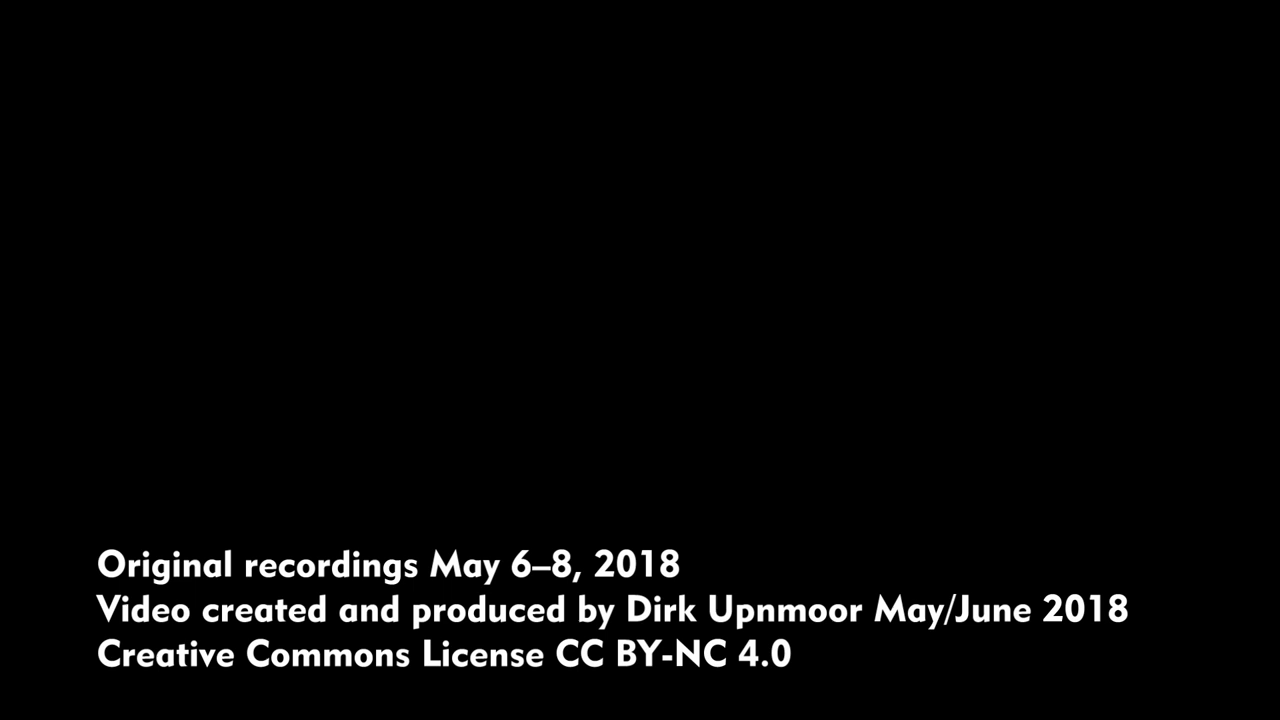 Original recordings May 6–8, 2018
Video created and produced by Dirk Upnmoor May/June 2018
Creative Commons License CC BY-NC 4.0